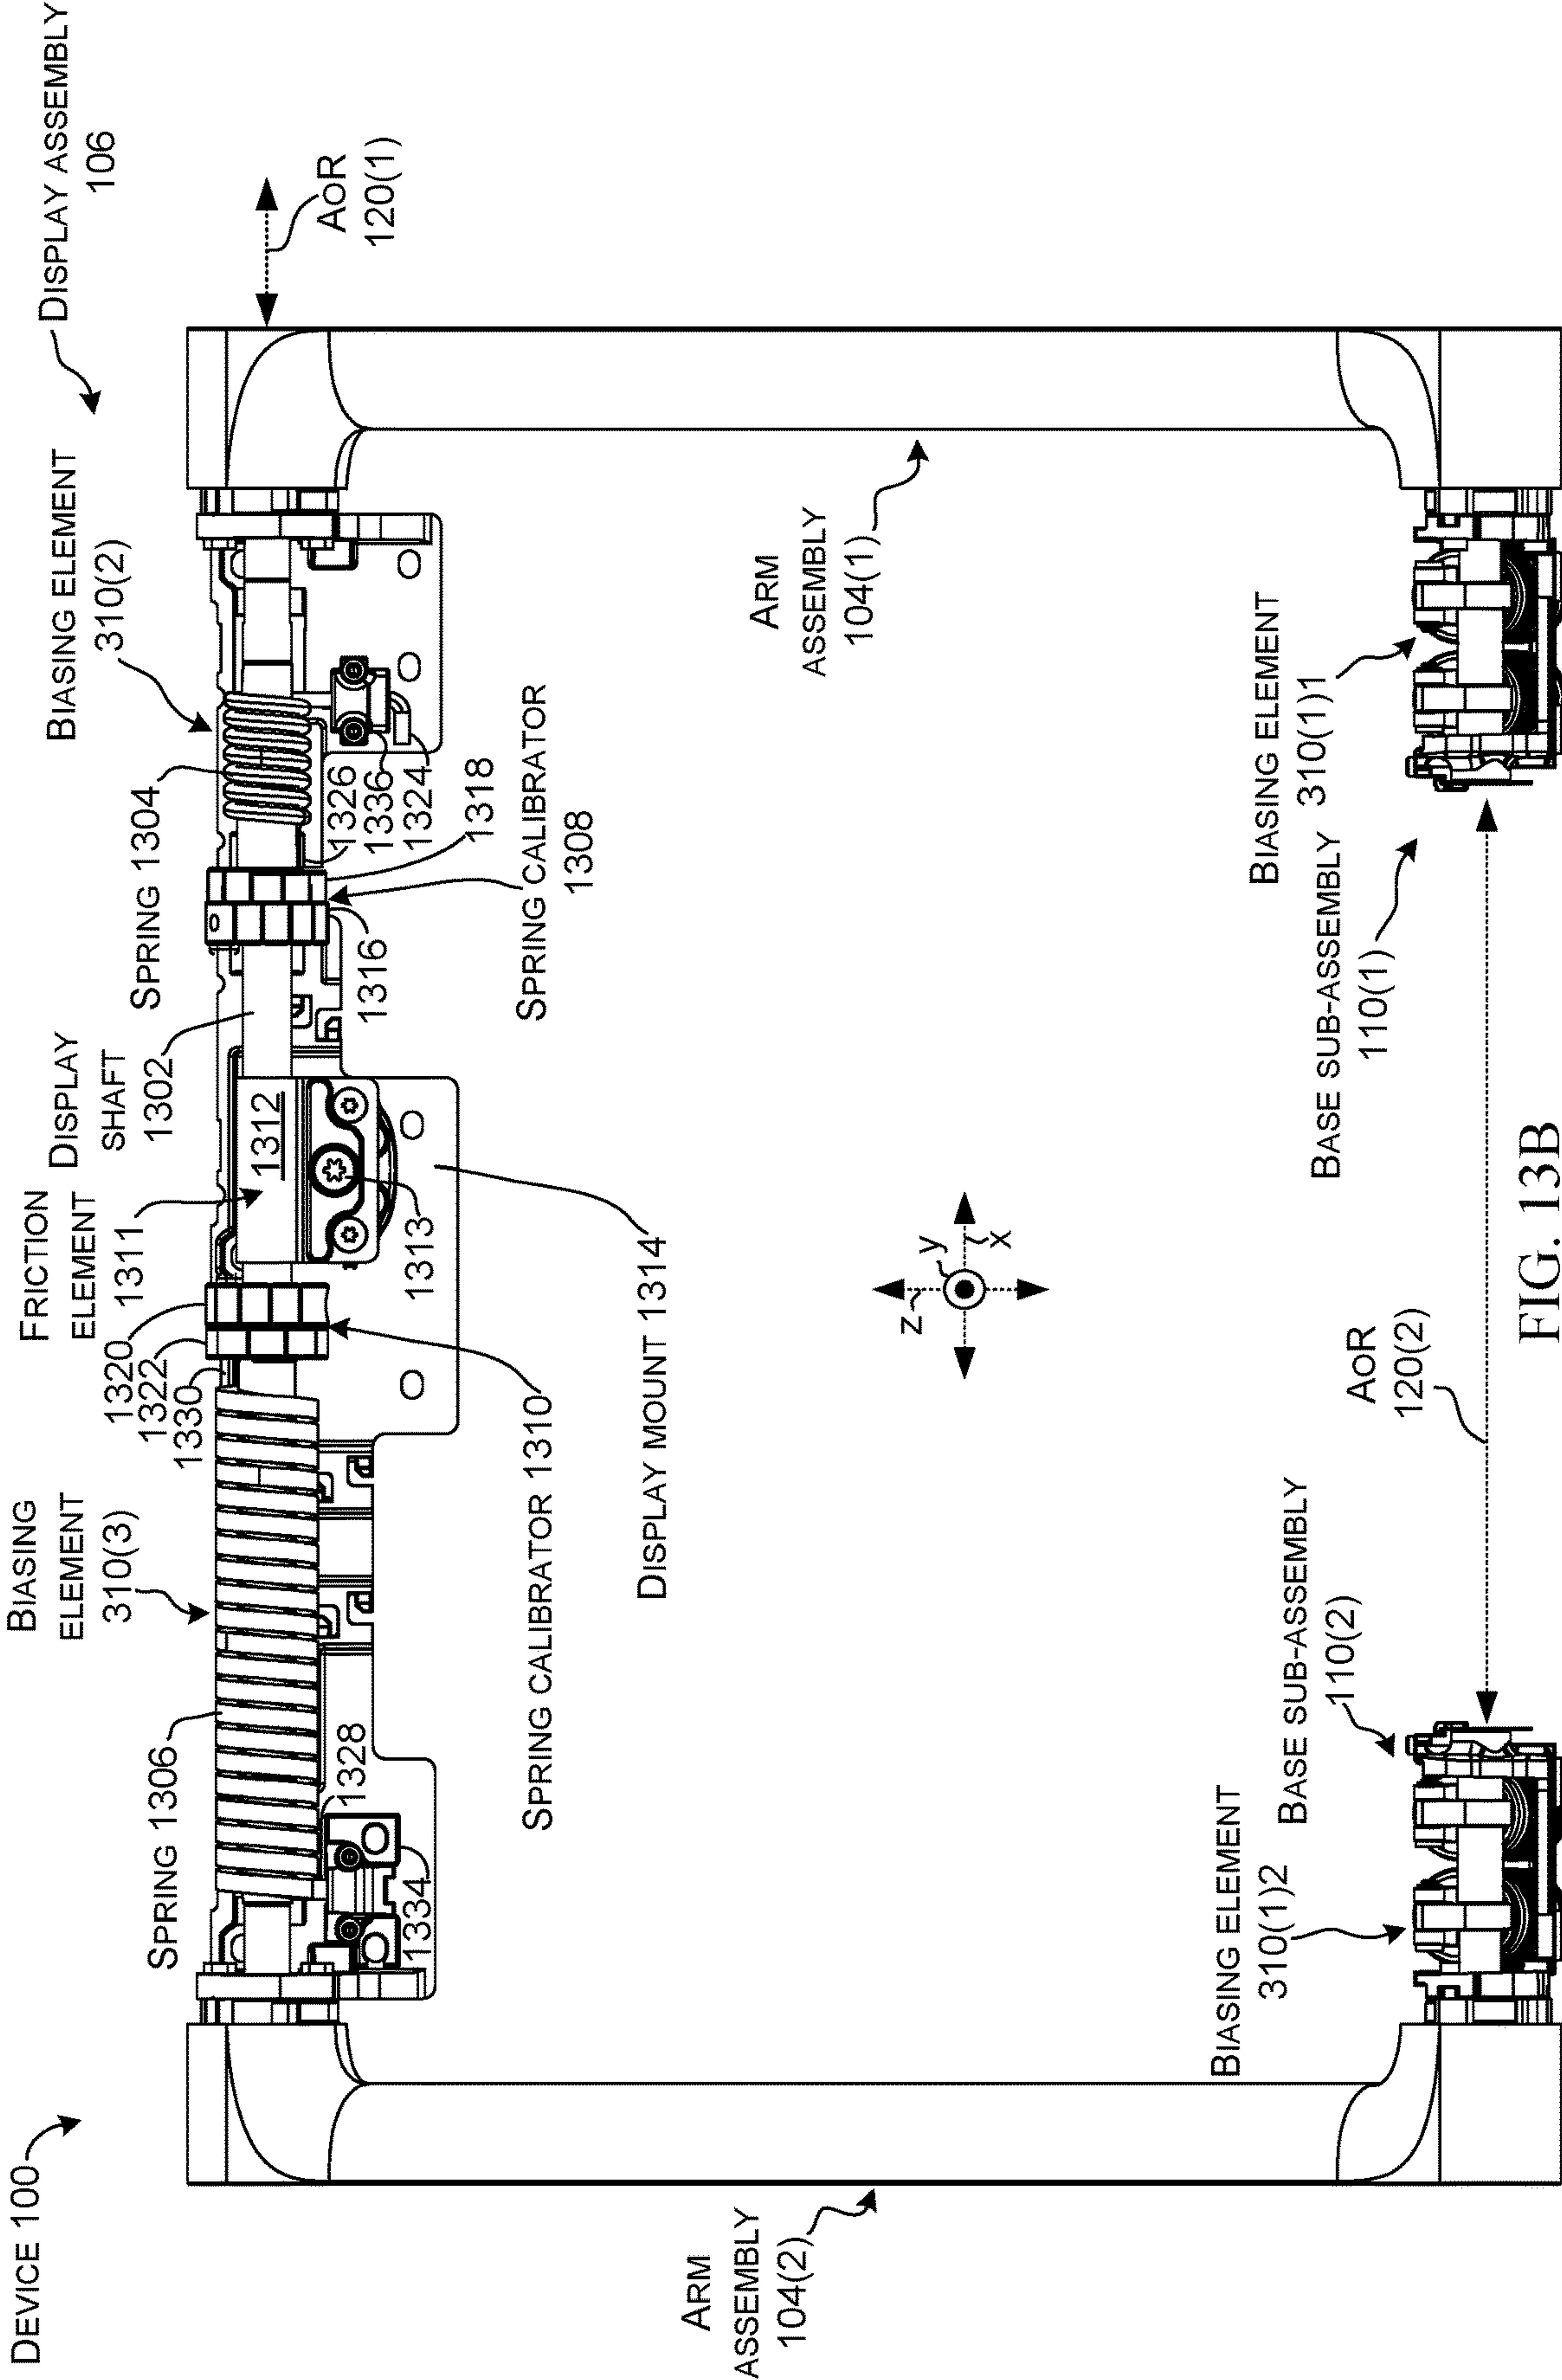 DEVICE 100
DISPLAY ASSEMBLY
106
BIASING
ELEMENT
310(3)
FRICTION
ELEMENT
1311
DISPLAY
SHAFT
1302
BIASING ELEMENT
310(2)
SPRING 1306
1320
1322
1330
SPRING 1304
AOR
120(1)
1312
1328
1334
1313
1316
1326
1336
1324
1318
SPRING CALIBRATOR 1310
SPRING CALIBRATOR
1308
DISPLAY MOUNT 1314
ARM
ASSEMBLY
104(2)
ARM
ASSEMBLY
104(1)
z
y
x
BIASING ELEMENT
310(1)2
BASE SUB-ASSEMBLY
110(2)
AOR
120(2)
BASE SUB-ASSEMBLY
110(1)
BIASING ELEMENT
310(1)1
FIG. 13B